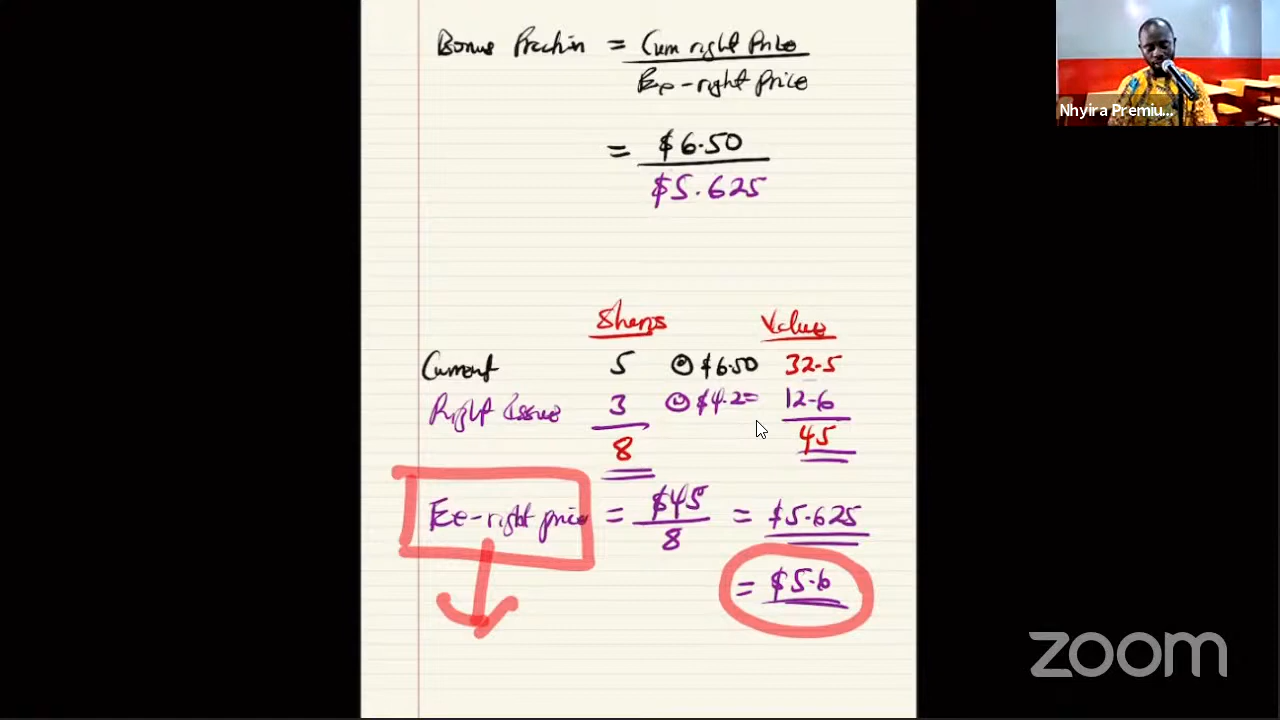 Bonus Fraction = Cum right Price
Ex-right price
= $6.50
$5.625
Shares Value
Current 5 @ $6.50 32.5
Right Issue 3 @ $4.2= 12-6
8 45
Ex-right price = $45 = $5.625
8
= $5.6
Nhyira Premiu...
zoom